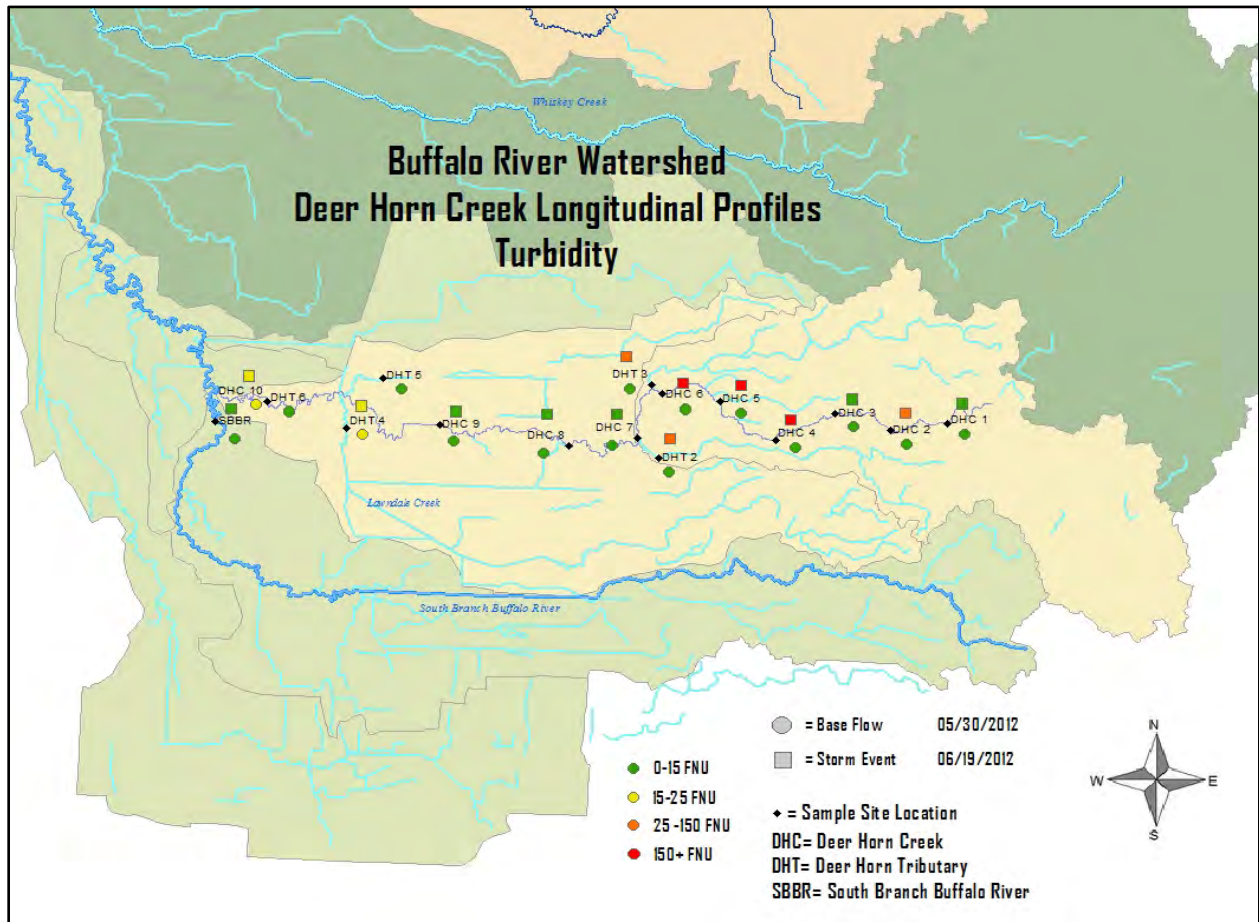 Whiskey Creek
Buffalo River Watershed
Deer Horn Creek Longitudinal Profiles
Turbidity
DHC 10
DHT 6
SBBR
DHT 5
DHT 4
DHC 9
DHC 8
DHC 7
DHT 3
DHT 2
DHC 6
DHC 5
DHC 4
DHC 3
DHC 2
DHC 1
Lawndale Creek
South Branch Buffalo River
0-15 FNU
15-25 FNU
25 -150 FNU
150+ FNU
= Base Flow 05/30/2012
= Storm Event 06/19/2012
= Sample Site Location
DHC= Deer Horn Creek
DHT= Deer Horn Tributary
SBBR= South Branch Buffalo River
N
W E
S